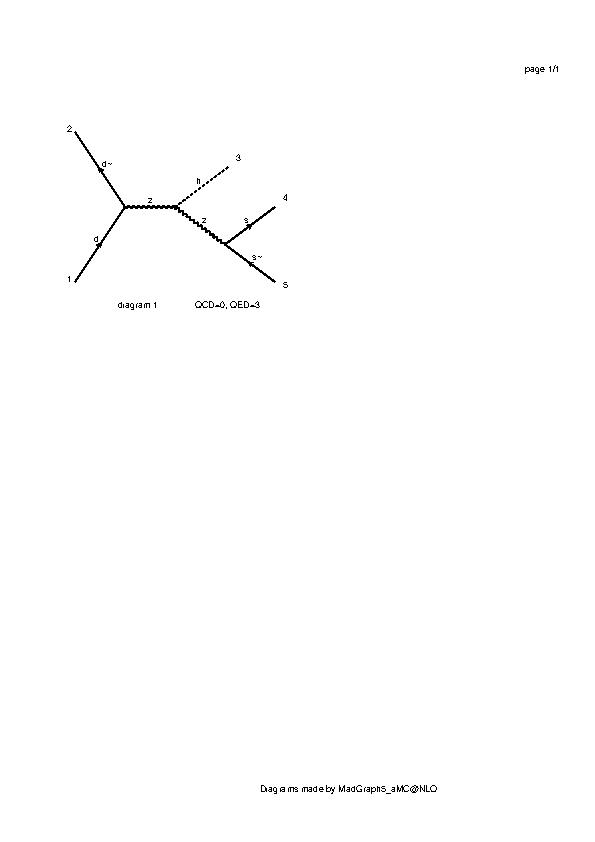 page 1/1
2
d~
3
h
z
4
z
s
d
s~
1
5
diagram 1 QCD=0, QED=3
Diagrams made by MadGraph5_aMC@NLO